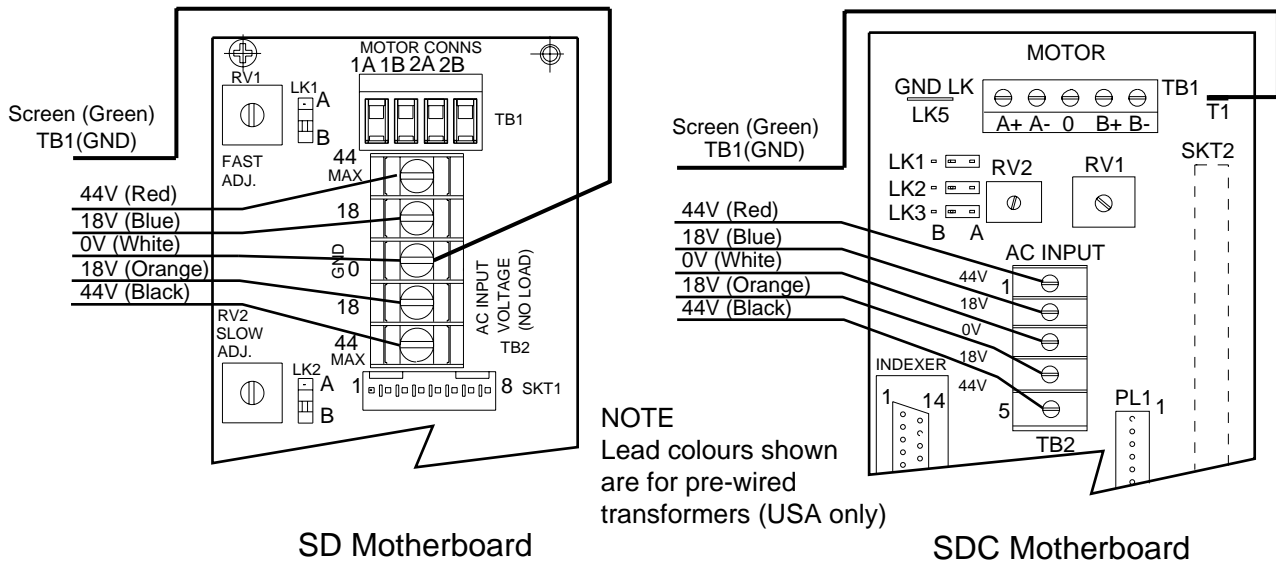 MOTOR CONNS
1A 1B 2A 2B
RV1
LK1
A
B
TB1
Screen (Green)
TB1(GND)
FAST
ADJ.
44
MAX
44V (Red)
18V (Blue)
0V (White)
18V (Orange)
44V (Black)
18
GND
0
18
44
MAX
AC INPUT
VOLTAGE
(NO LOAD)
TB2
RV2
SLOW
ADJ.
LK2
A
B
1
8
SKT1
SD Motherboard
NOTE
Lead colours shown
are for pre-wired
transformers (USA only)
MOTOR
GND LK
LK5
TB1
T1
A+ A- 0 B+ B-
Screen (Green)
TB1(GND)
SKT2
LK1
LK2
LK3
B A
RV2
RV1
44V (Red)
18V (Blue)
0V (White)
18V (Orange)
44V (Black)
AC INPUT
1
44V
18V
0V
18V
44V
5
TB2
INDEXER
1
14
PL1
1
SDC Motherboard